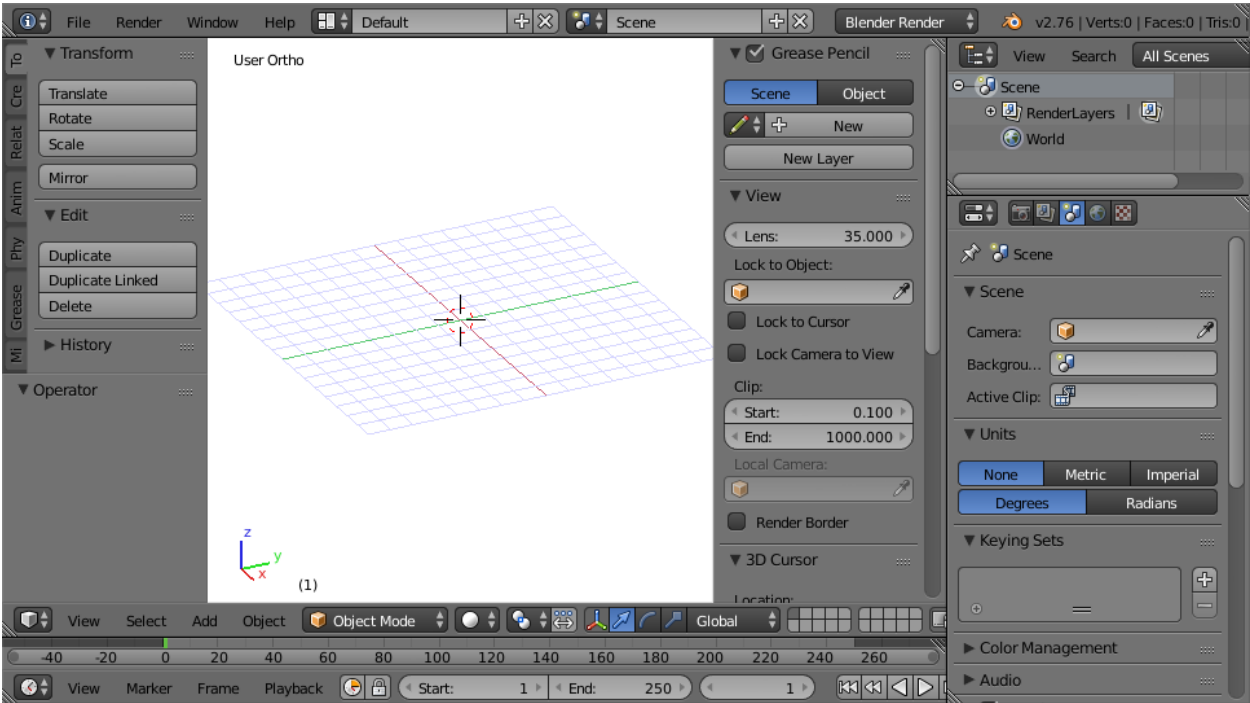 File Render Window Help Default Scene Blender Render v2.76 | Verts:0 | Faces:0 | Tris:0
To
Cre
Relat
Anim
Phy
Grease
Mi
Transform
Translate
Rotate
Scale
Mirror
Edit
Duplicate
Duplicate Linked
Delete
History
Operator
User Ortho
z
y
x
(1)
Grease Pencil
Scene Object
New
New Layer
View
Lens: 35.000
Lock to Object:
Lock to Cursor
Lock Camera to View
Clip:
Start: 0.100
End: 1000.000
Local Camera:
Render Border
3D Cursor
Location:
View Search All Scenes
Scene
RenderLayers |
World
Scene
Scene
Camera:
Backgrou...
Active Clip:
Units
None Metric Imperial
Degrees Radians
Keying Sets
Color Management
Audio
View Select Add Object Object Mode Global
-40 -20 0 20 40 60 80 100 120 140 160 180 200 220 240 260
View Marker Frame Playback Start: 1 End: 250 1